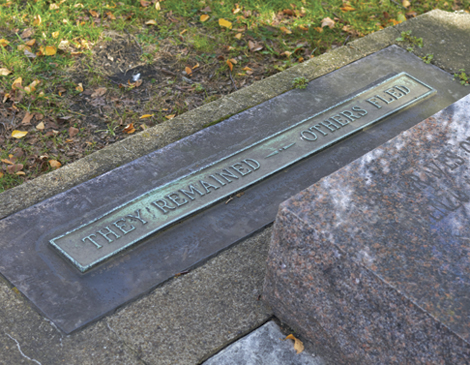 THEY REMAINED — OTHERS FLED